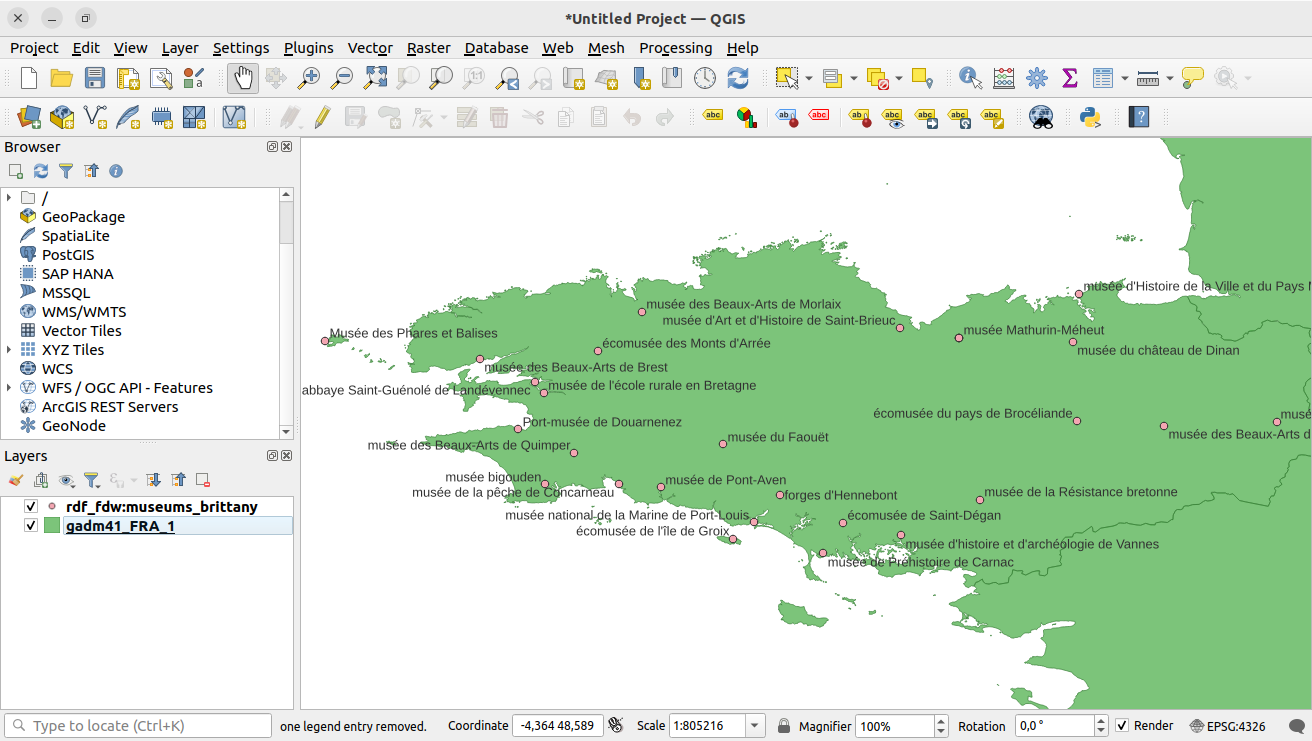 *Untitled Project — QGIS
Project Edit View Layer Settings Plugins Vector Raster Database Web Mesh Processing Help
Browser
/
GeoPackage
SpatiaLite
PostGIS
SAP HANA
MSSQL
WMS/WMTS
Vector Tiles
XYZ Tiles
WCS
WFS / OGC API - Features
ArcGIS REST Servers
GeoNode
Layers
rdf_fdw:museums_brittany
gadm41_FRA_1
musée d'Histoire de la Ville et du Pays
musée des Beaux-Arts de Morlaix
musée d'Art et d'Histoire de Saint-Brieuc
Musée des Phares et Balises
musée Mathurin-Méheut
écomusée des Monts d'Arrée
musée du château de Dinan
musée des Beaux-Arts de Brest
abbaye Saint-Guénolé de Landévennec
musée de l'école rurale en Bretagne
écomusée du pays de Brocéliande
musé
Port-musée de Douarnenez
musée des Beaux-Arts d
musée du Faouët
musée des Beaux-Arts de Quimper
musée bigouden
musée de Pont-Aven
musée de la pêche de Concarneau
forges d'Hennebont
musée de la Résistance bretonne
musée national de la Marine de Port-Louis
écomusée de Saint-Dégan
écomusée de l'île de Groix
musée d'histoire et d'archéologie de Vannes
musée de Préhistoire de Carnac
Type to locate (Ctrl+K)
one legend entry removed.
Coordinate -4,364 48,589
Scale 1:805216
Magnifier 100%
Rotation 0,0 °
Render
EPSG:4326